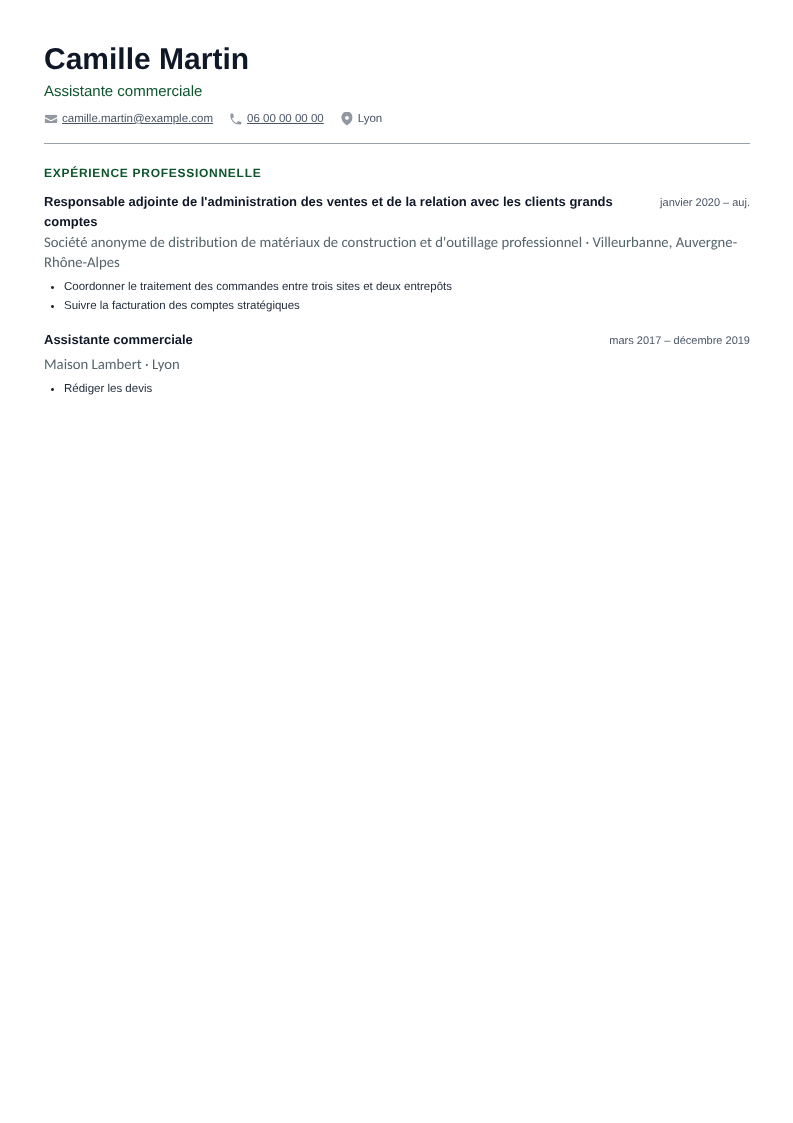 Camille Martin
Assistante commerciale
camille.martin@example.com 06 00 00 00 00 Lyon
EXPÉRIENCE PROFESSIONNELLE
Responsable adjointe de l'administration des ventes et de la relation avec les clients grands janvier 2020 – auj.
comptes
Société anonyme de distribution de matériaux de construction et d'outillage professionnel · Villeurbanne, Auvergne-
Rhône-Alpes
• Coordonner le traitement des commandes entre trois sites et deux entrepôts
• Suivre la facturation des comptes stratégiques
Assistante commerciale mars 2017 – décembre 2019
Maison Lambert · Lyon
• Rédiger les devis